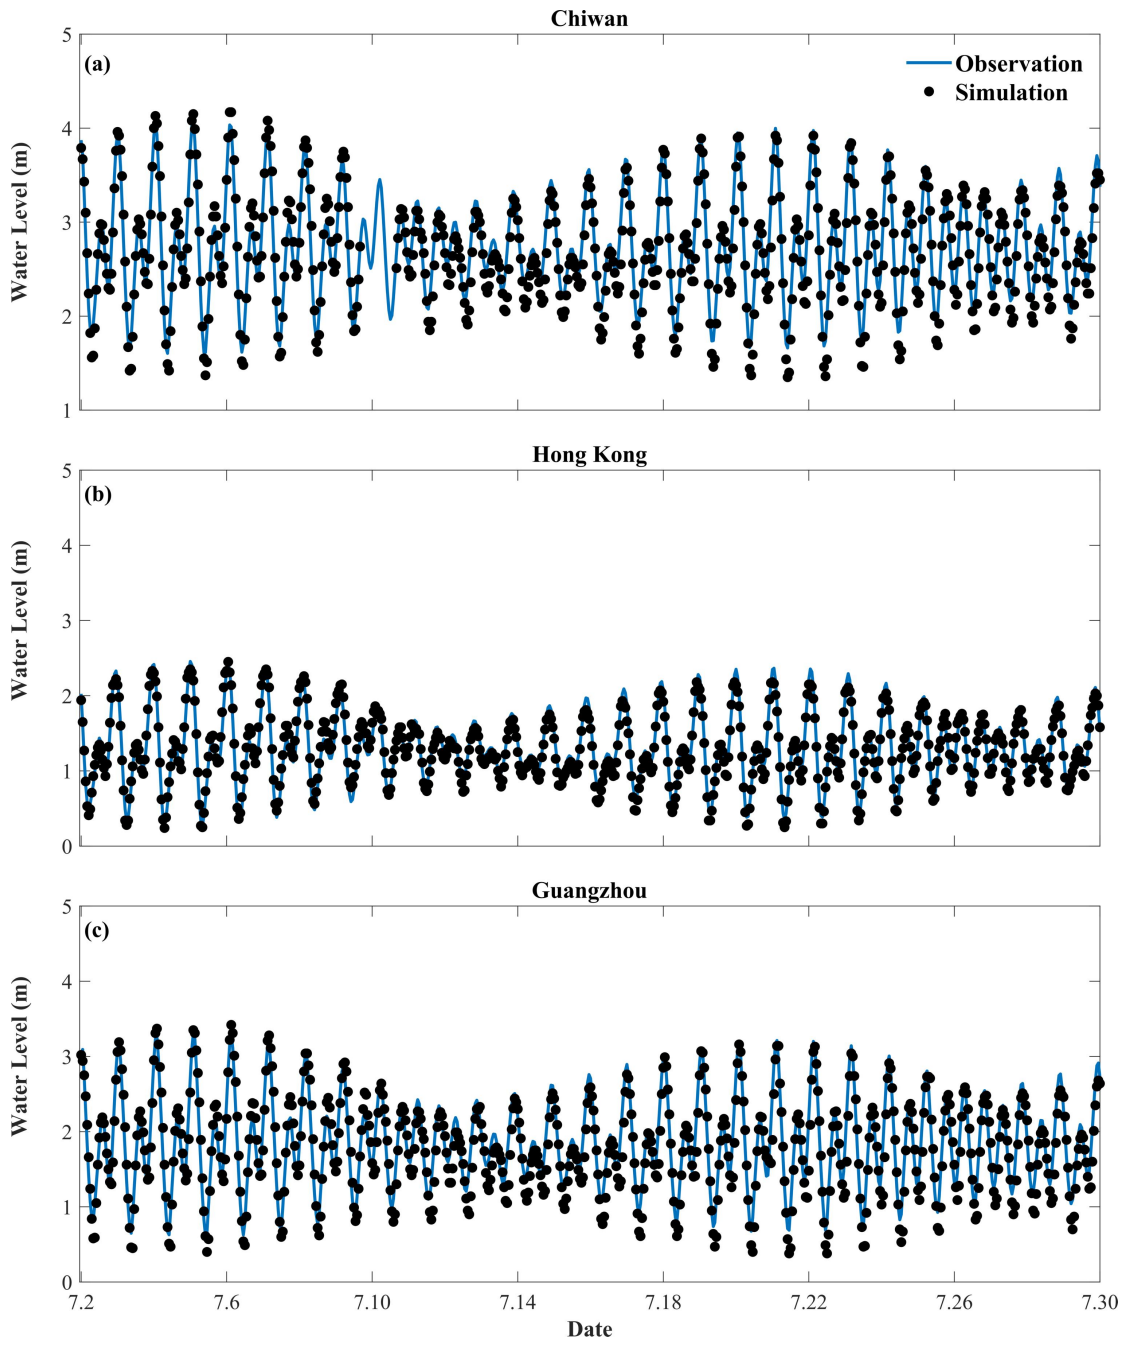 Chiwan
(a)
Observation
Simulation
Water Level (m)
5
4
3
2
1
Hong Kong
(b)
Water Level (m)
5
4
3
2
1
0
Guangzhou
(c)
Water Level (m)
5
4
3
2
1
0
7.2 7.6 7.10 7.14 7.18 7.22 7.26 7.30
Date